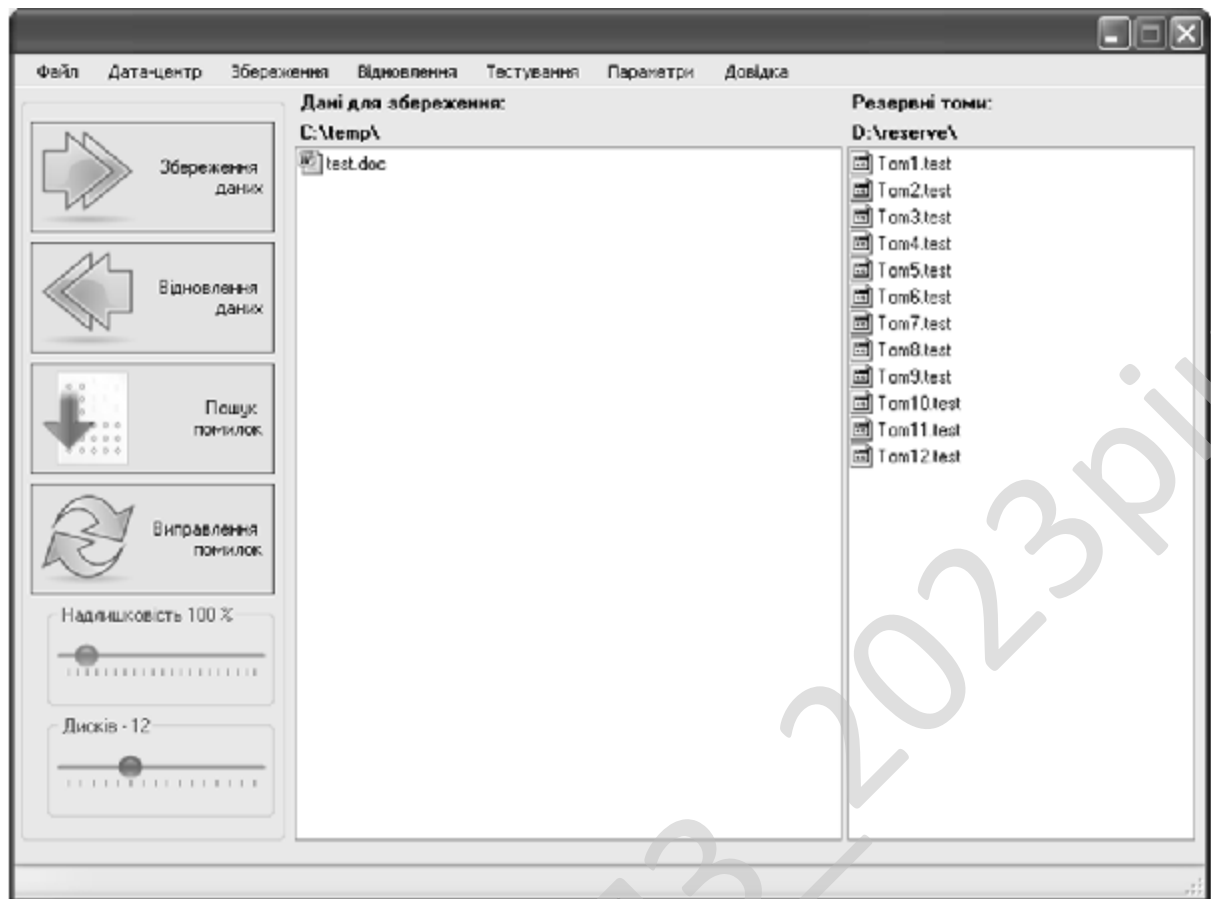 Файл Дата-центр Збереження Відновлення Тестування Параметри Довідка
Дані для збереження:
C:\temp\
test.doc
Резервні томи:
D:\reserve\
Tom1.test
Tom2.test
Tom3.test
Tom4.test
Tom5.test
Tom6.test
Tom7.test
Tom8.test
Tom9.test
Tom10.test
Tom11.test
Tom12.test
Збереження
даних
Відновлення
даних
Пошук
помилок
Виправлення
помилок
Надлишковість 100 %
Дисків - 12